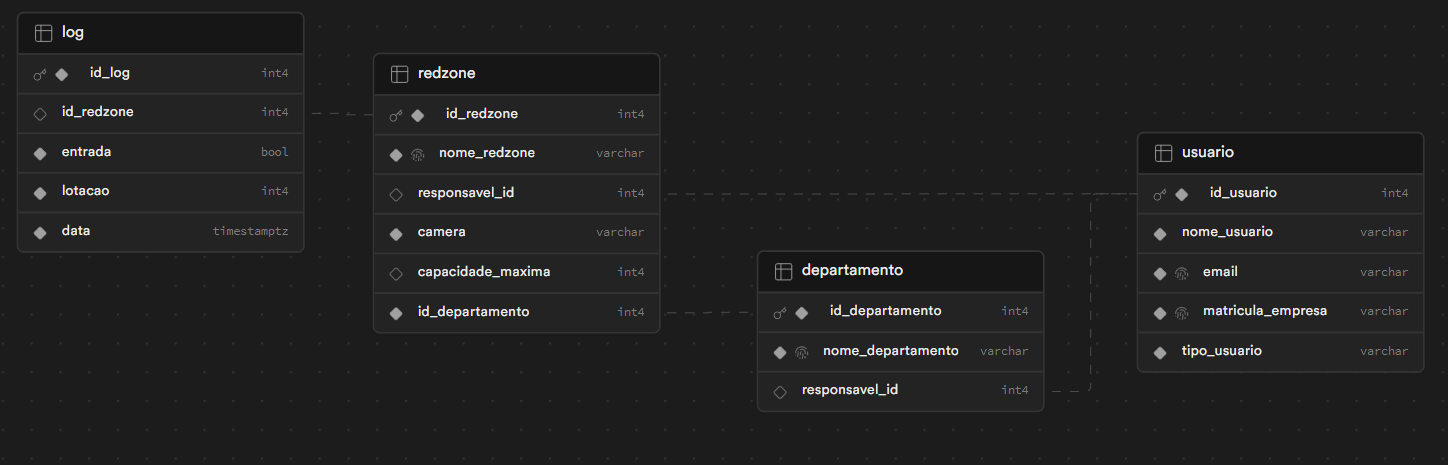 log
id_log int4
id_redzone int4
entrada bool
lotacao int4
data timestamptz
redzone
id_redzone int4
nome_redzone varchar
responsavel_id int4
camera varchar
capacidade_maxima int4
id_departamento int4
departamento
id_departamento int4
nome_departamento varchar
responsavel_id int4
usuario
id_usuario int4
nome_usuario varchar
email varchar
matricula_empresa varchar
tipo_usuario varchar